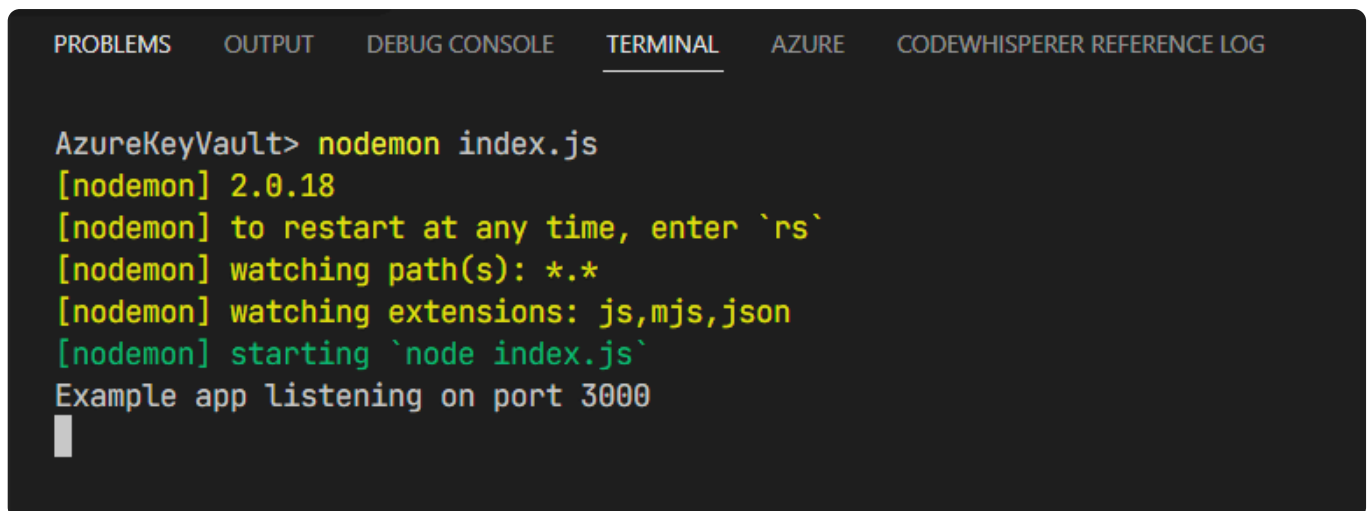 PROBLEMS OUTPUT DEBUG CONSOLE TERMINAL AZURE CODEWHISPERER REFERENCE LOG
AzureKeyVault> nodemon index.js
[nodemon] 2.0.18
[nodemon] to restart at any time, enter `rs`
[nodemon] watching path(s): *.*
[nodemon] watching extensions: js,mjs,json
[nodemon] starting `node index.js`
Example app listening on port 3000